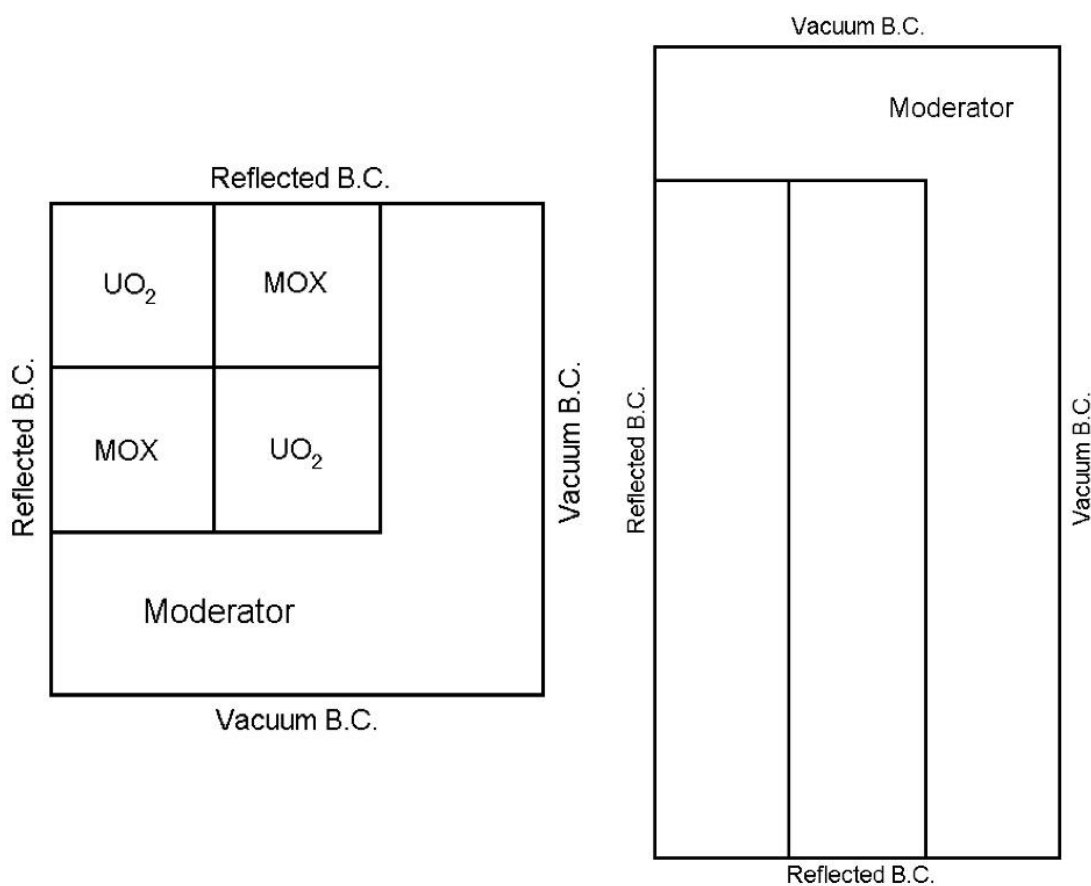 Reflected B.C.
UO₂
MOX
Reflected B.C.
MOX
UO₂
Vacuum B.C.
Moderator
Vacuum B.C.
Vacuum B.C.
Moderator
Reflected B.C.
Vacuum B.C.
Reflected B.C.